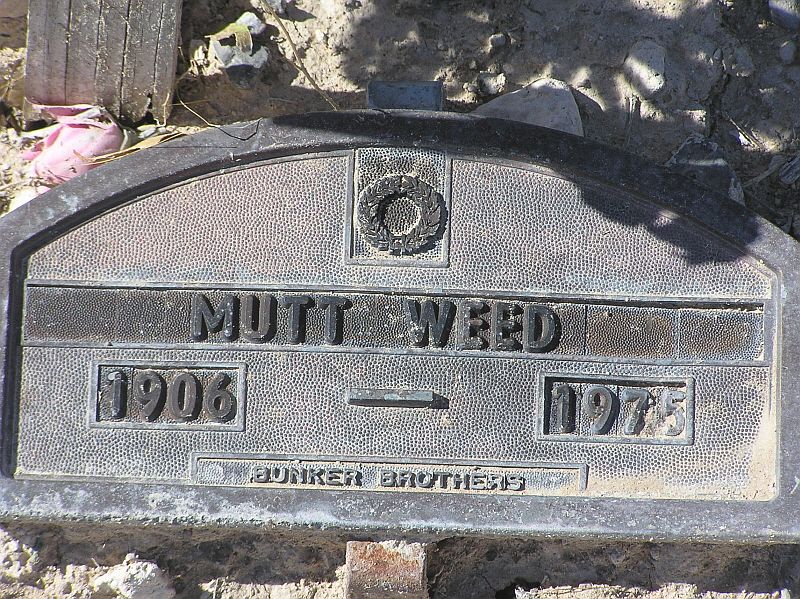 MUTT WEED
1906 — 1975
BUNKER BROTHERS